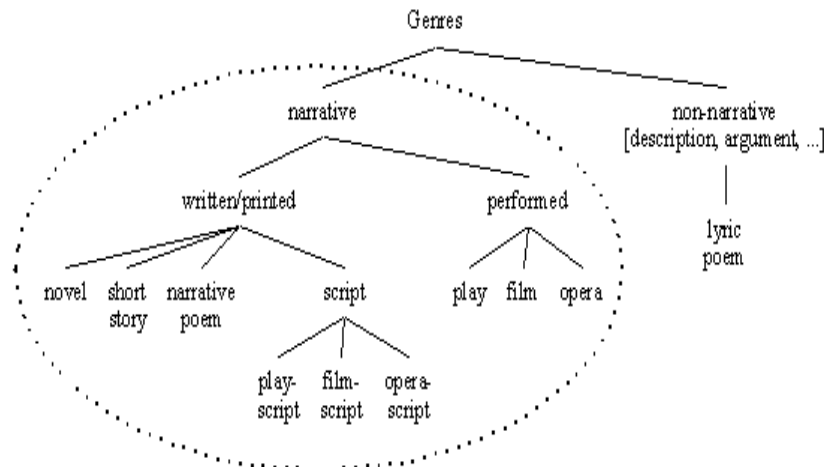 Genres
narrative
non-narrative
[description, argument, ...]
written/printed
performed
lyric
poem
novel
short
story
narrative
poem
script
play
film
opera
play-
script
film-
script
opera-
script